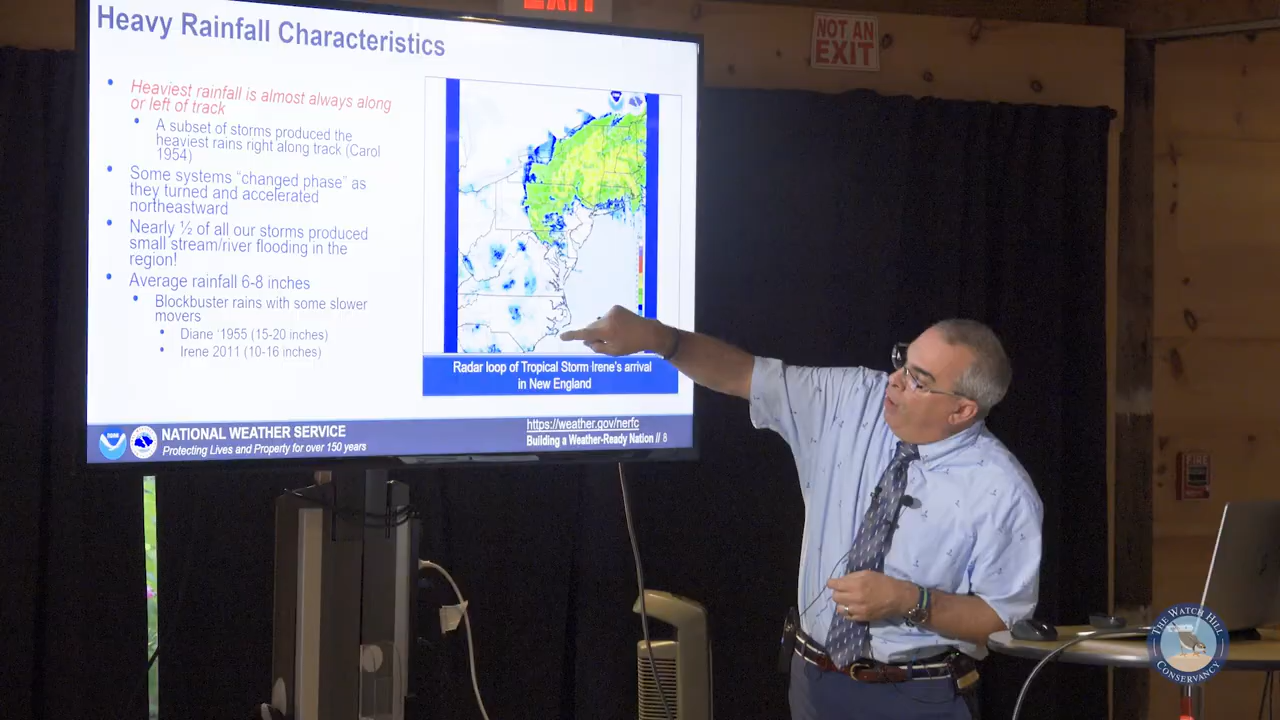 EXIT
NOT AN
EXIT
Heavy Rainfall Characteristics
Heaviest rainfall is almost always along
or left of track
A subset of storms produced the
heaviest rains right along track (Carol
1954)
Some systems “changed phase” as
they turned and accelerated
northeastward
Nearly ½ of all our storms produced
small stream/river flooding in the
region!
Average rainfall 6-8 inches
Blockbuster rains with some slower
movers
Diane ‘1955 (15-20 inches)
Irene 2011 (10-16 inches)
Radar loop of Tropical Storm Irene's arrival
in New England
NATIONAL WEATHER SERVICE
Protecting Lives and Property for over 150 years
https://weather.gov/nerfc
Building a Weather-Ready Nation // 8
FIRE
THE WATCH HILL
CONSERVANCY